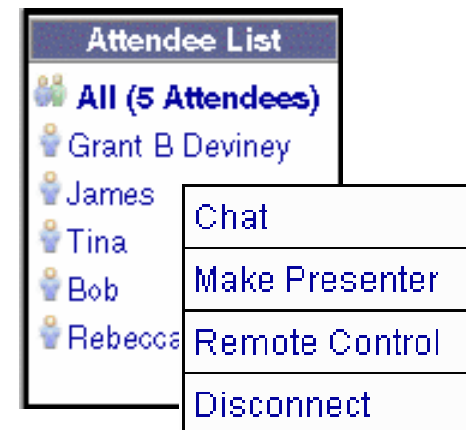 Attendee List
All (5 Attendees)
Grant B Deviney
James
Tina
Bob
Rebecca
Chat
Make Presenter
Remote Control
Disconnect